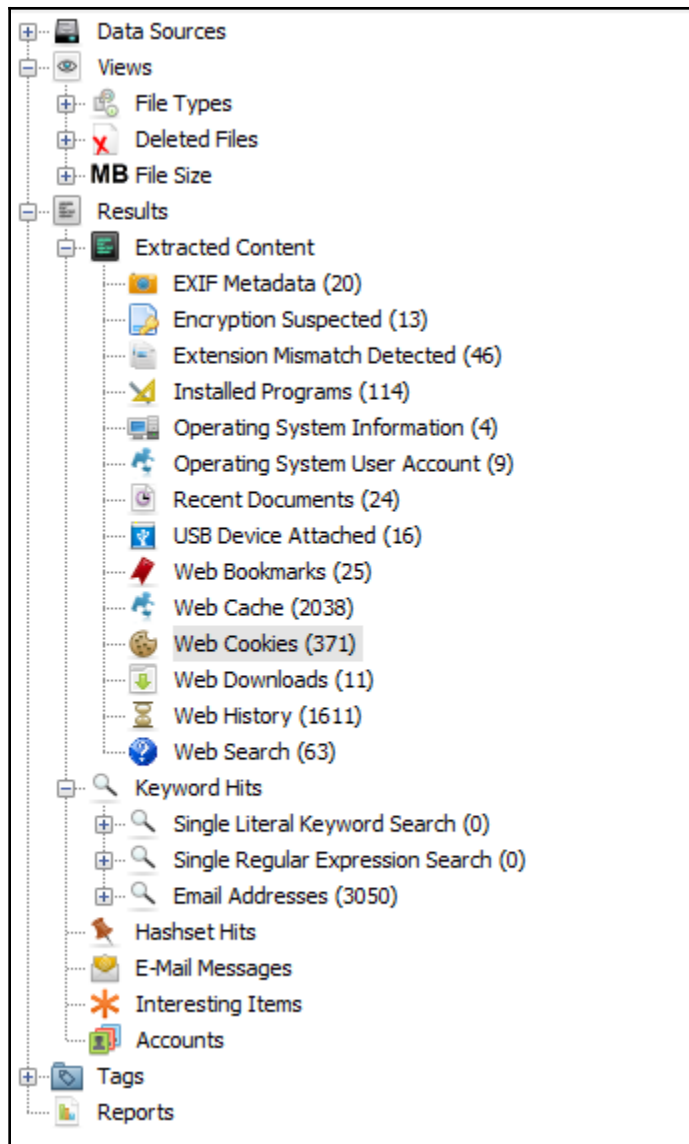 Data Sources
Views
File Types
Deleted Files
MB File Size
Results
Extracted Content
EXIF Metadata (20)
Encryption Suspected (13)
Extension Mismatch Detected (46)
Installed Programs (114)
Operating System Information (4)
Operating System User Account (9)
Recent Documents (24)
USB Device Attached (16)
Web Bookmarks (25)
Web Cache (2038)
Web Cookies (371)
Web Downloads (11)
Web History (1611)
Web Search (63)
Keyword Hits
Single Literal Keyword Search (0)
Single Regular Expression Search (0)
Email Addresses (3050)
Hashset Hits
E-Mail Messages
Interesting Items
Accounts
Tags
Reports